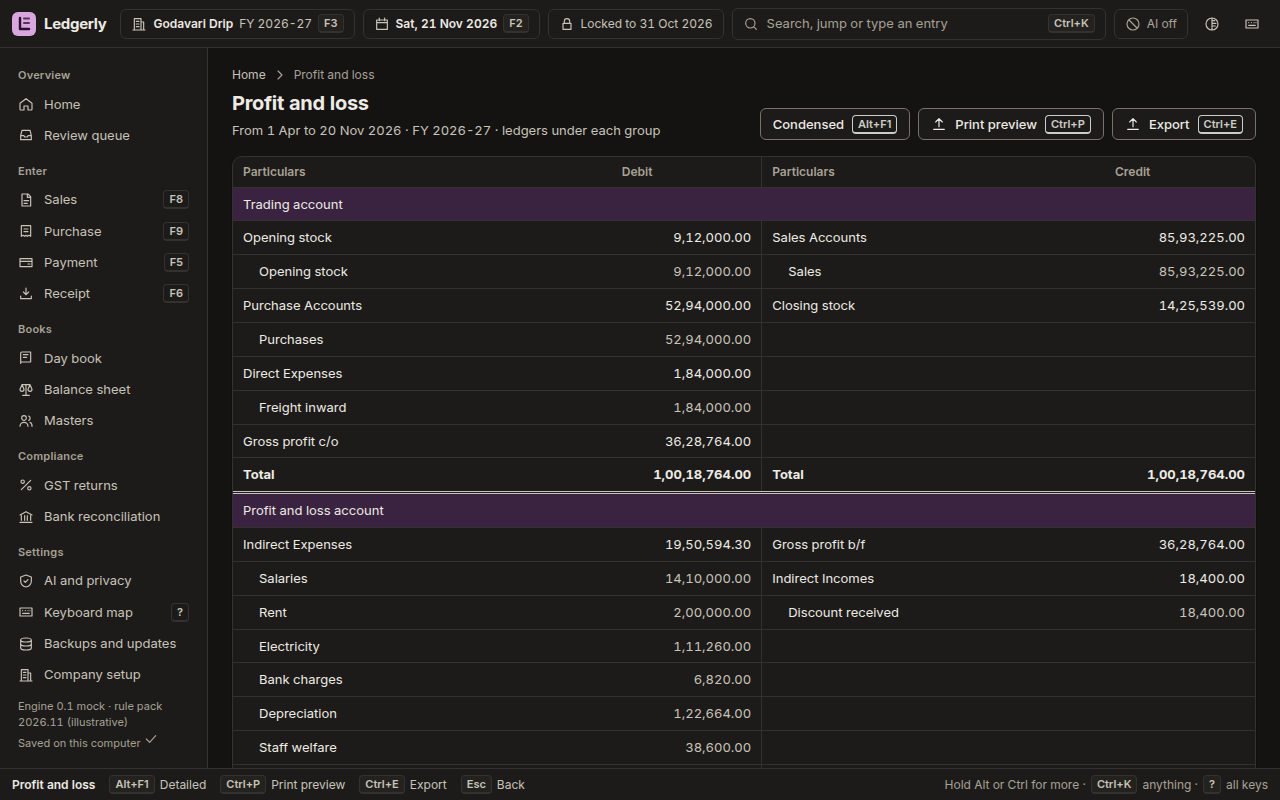 Ledgerly
Godavari Drip FY 2026-27 F3
Sat, 21 Nov 2026 F2
Locked to 31 Oct 2026
Search, jump or type an entry Ctrl+K
AI off
Overview
Home
Review queue
Enter
Sales F8
Purchase F9
Payment F5
Receipt F6
Books
Day book
Balance sheet
Masters
Compliance
GST returns
Bank reconciliation
Settings
AI and privacy
Keyboard map ?
Backups and updates
Company setup
Engine 0.1 mock · rule pack
2026.11 (illustrative)
Saved on this computer
Home > Profit and loss
Profit and loss
From 1 Apr to 20 Nov 2026 · FY 2026-27 · ledgers under each group
Condensed Alt+F1
Print preview Ctrl+P
Export Ctrl+E
Particulars Debit Particulars Credit
Trading account
Opening stock 9,12,000.00 Sales Accounts 85,93,225.00
Opening stock 9,12,000.00 Sales 85,93,225.00
Purchase Accounts 52,94,000.00 Closing stock 14,25,539.00
Purchases 52,94,000.00
Direct Expenses 1,84,000.00
Freight inward 1,84,000.00
Gross profit c/o 36,28,764.00
Total 1,00,18,764.00 Total 1,00,18,764.00
Profit and loss account
Indirect Expenses 19,50,594.30 Gross profit b/f 36,28,764.00
Salaries 14,10,000.00 Indirect Incomes 18,400.00
Rent 2,00,000.00 Discount received 18,400.00
Electricity 1,11,260.00
Bank charges 6,820.00
Depreciation 1,22,664.00
Staff welfare 38,600.00
Profit and loss Alt+F1 Detailed Ctrl+P Print preview Ctrl+E Export Esc Back
Hold Alt or Ctrl for more · Ctrl+K anything · ? all keys